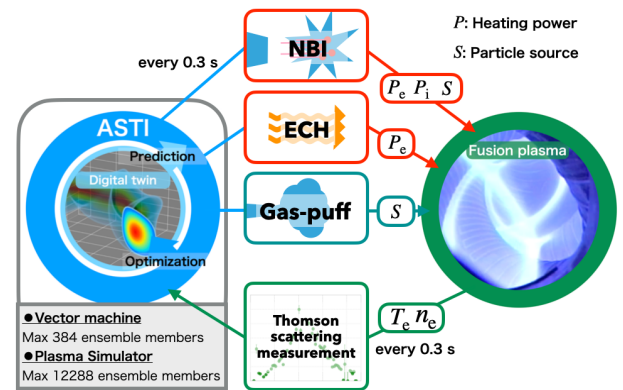 P: Heating power
S: Particle source
every 0.3 s
NBI
Pe Pi S
ASTI
Prediction
Digital twin
Optimization
ECH
Pe
Fusion plasma
Gas-puff
S
Thomson
scattering
measurement
Te ne
every 0.3 s
●Vector machine
Max 384 ensemble members
●Plasma Simulator
Max 12288 ensemble members